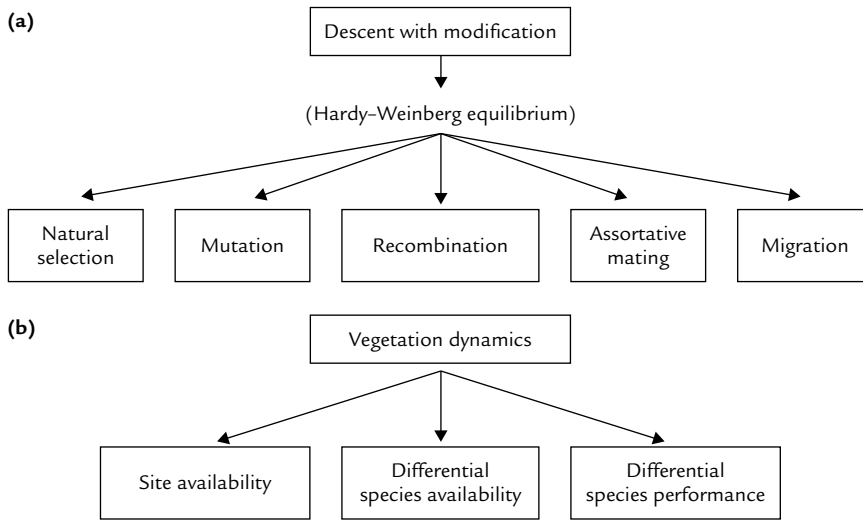 (a)
Descent with modification
(Hardy–Weinberg equilibrium)
Natural
selection
Mutation
Recombination
Assortative
mating
Migration
(b)
Vegetation dynamics
Site availability
Differential
species availability
Differential
species performance